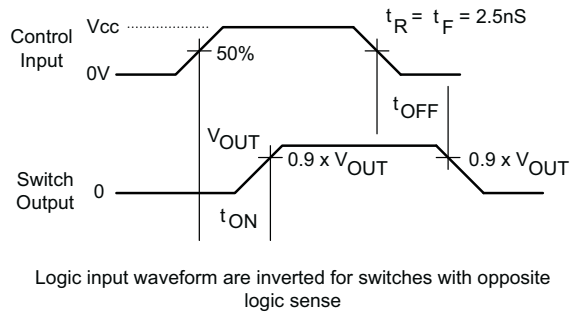 Control Input
Vcc
0V
50%
tR = tF = 2.5nS
tOFF
VOUT
0.9 x VOUT
0.9 x VOUT
Switch Output
0
tON
Logic input waveform are inverted for switches with opposite
logic sense